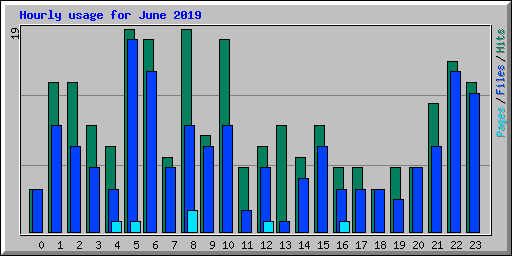 Hourly usage for June 2019
19
Pages/Files/Hits
0 1 2 3 4 5 6 7 8 9 10 11 12 13 14 15 16 17 18 19 20 21 22 23